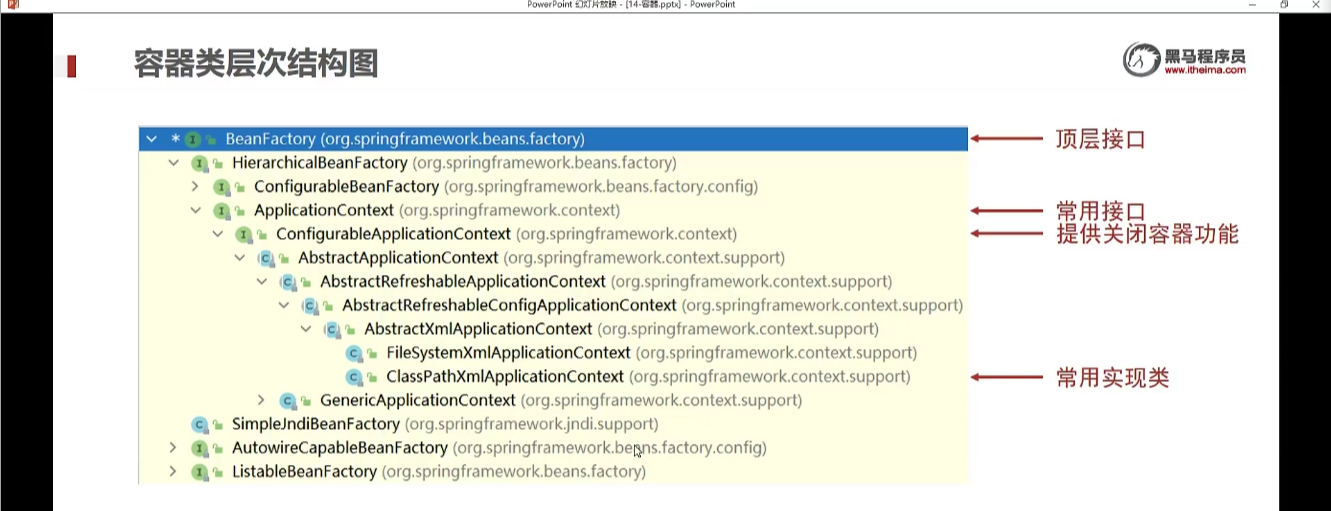 PowerPoint 幻灯片放映 - [14-容器.pptx] - PowerPoint
容器类层次结构图
黑马程序员
www.itheima.com
BeanFactory (org.springframework.beans.factory)
顶层接口
HierarchicalBeanFactory (org.springframework.beans.factory)
ConfigurableBeanFactory (org.springframework.beans.factory.config)
ApplicationContext (org.springframework.context)
常用接口
ConfigurableApplicationContext (org.springframework.context)
提供关闭容器功能
AbstractApplicationContext (org.springframework.context.support)
AbstractRefreshableApplicationContext (org.springframework.context.support)
AbstractRefreshableConfigApplicationContext (org.springframework.context.support)
AbstractXmlApplicationContext (org.springframework.context.support)
FileSystemXmlApplicationContext (org.springframework.context.support)
ClassPathXmlApplicationContext (org.springframework.context.support)
常用实现类
GenericApplicationContext (org.springframework.context.support)
SimpleJndiBeanFactory (org.springframework.jndi.support)
AutowireCapableBeanFactory (org.springframework.beans.factory.config)
ListableBeanFactory (org.springframework.beans.factory)